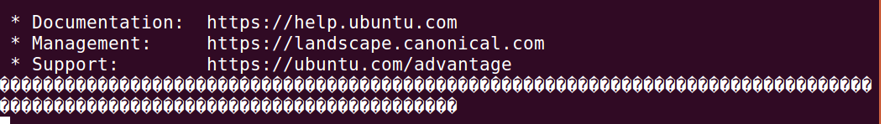 * Documentation:  https://help.ubuntu.com
* Management:     https://landscape.canonical.com
* Support:        https://ubuntu.com/advantage